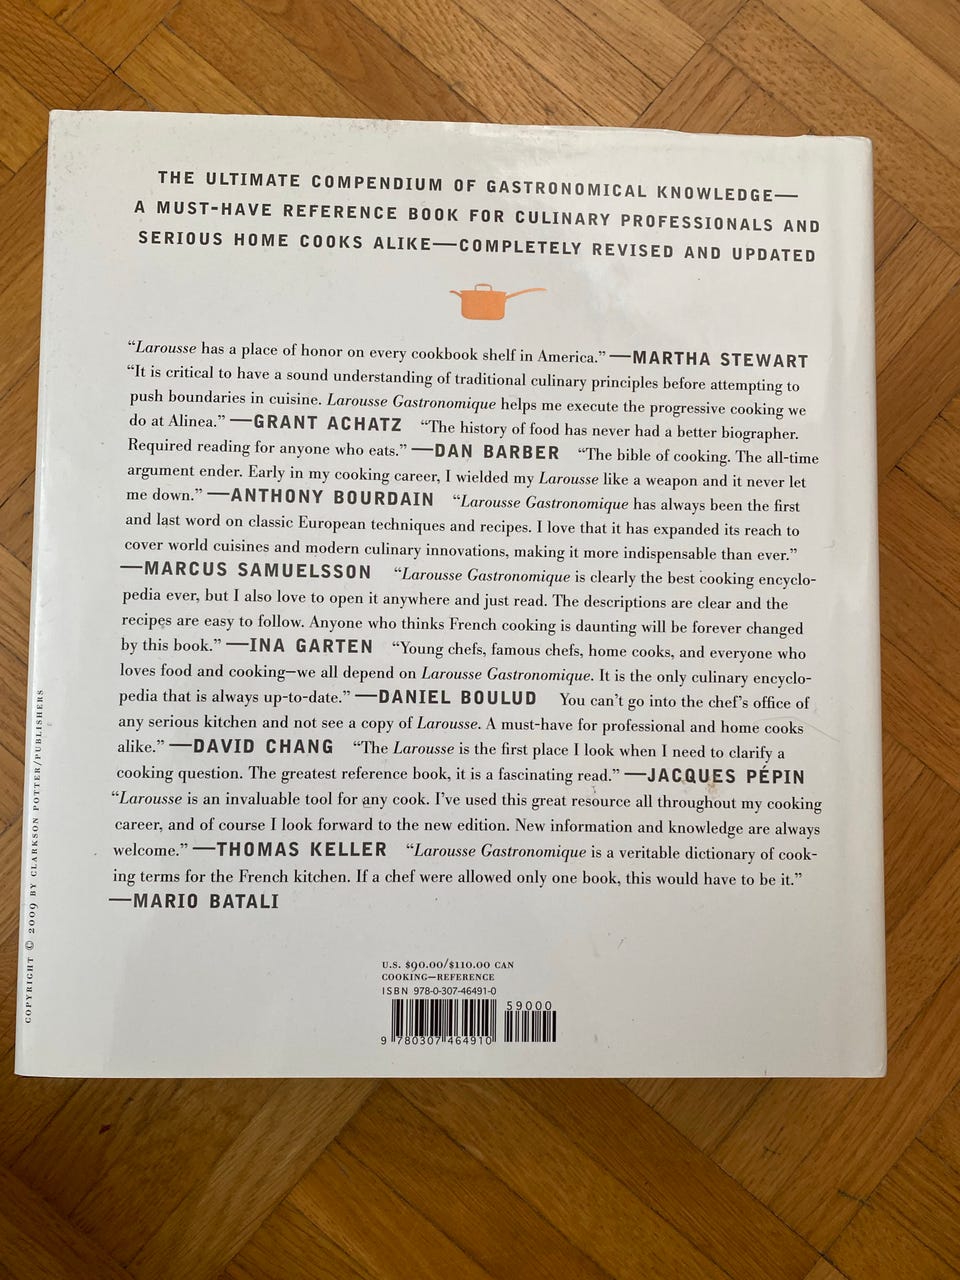 THE ULTIMATE COMPENDIUM OF GASTRONOMICAL KNOWLEDGE—
A MUST-HAVE REFERENCE BOOK FOR CULINARY PROFESSIONALS AND
SERIOUS HOME COOKS ALIKE—COMPLETELY REVISED AND UPDATED
“Larousse has a place of honor on every cookbook shelf in America.” —MARTHA STEWART
“It is critical to have a sound understanding of traditional culinary principles before attempting to
push boundaries in cuisine. Larousse Gastronomique helps me execute the progressive cooking we
do at Alinea.” —GRANT ACHATZ “The history of food has never had a better biographer.
Required reading for anyone who eats.” —DAN BARBER “The bible of cooking. The all-time
argument ender. Early in my cooking career, I wielded my Larousse like a weapon and it never let
me down.” —ANTHONY BOURDAIN “Larousse Gastronomique has always been the first
and last word on classic European techniques and recipes. I love that it has expanded its reach to
cover world cuisines and modern culinary innovations, making it more indispensable than ever.”
—MARCUS SAMUELSSON “Larousse Gastronomique is clearly the best cooking encyclo-
pedia ever, but I also love to open it anywhere and just read. The descriptions are clear and the
recipes are easy to follow. Anyone who thinks French cooking is daunting will be forever changed
by this book.” —INA GARTEN “Young chefs, famous chefs, home cooks, and everyone who
loves food and cooking—we all depend on Larousse Gastronomique. It is the only culinary encyclo-
pedia that is always up-to-date.” —DANIEL BOULUD You can’t go into the chef’s office of
any serious kitchen and not see a copy of Larousse. A must-have for professional and home cooks
alike.” —DAVID CHANG “The Larousse is the first place I look when I need to clarify a
cooking question. The greatest reference book, it is a fascinating read.” —JACQUES PÉPIN
“Larousse is an invaluable tool for any cook. I’ve used this great resource all throughout my cooking
career, and of course I look forward to the new edition. New information and knowledge are always
welcome.” —THOMAS KELLER “Larousse Gastronomique is a veritable dictionary of cook-
ing terms for the French kitchen. If a chef were allowed only one book, this would have to be it.”
—MARIO BATALI
U.S. $90.00/$110.00 CAN
COOKING—REFERENCE
ISBN 978-0-307-46491-0
59000
9 780307 464910
COPYRIGHT © 2009 BY CLARKSON POTTER/PUBLISHERS